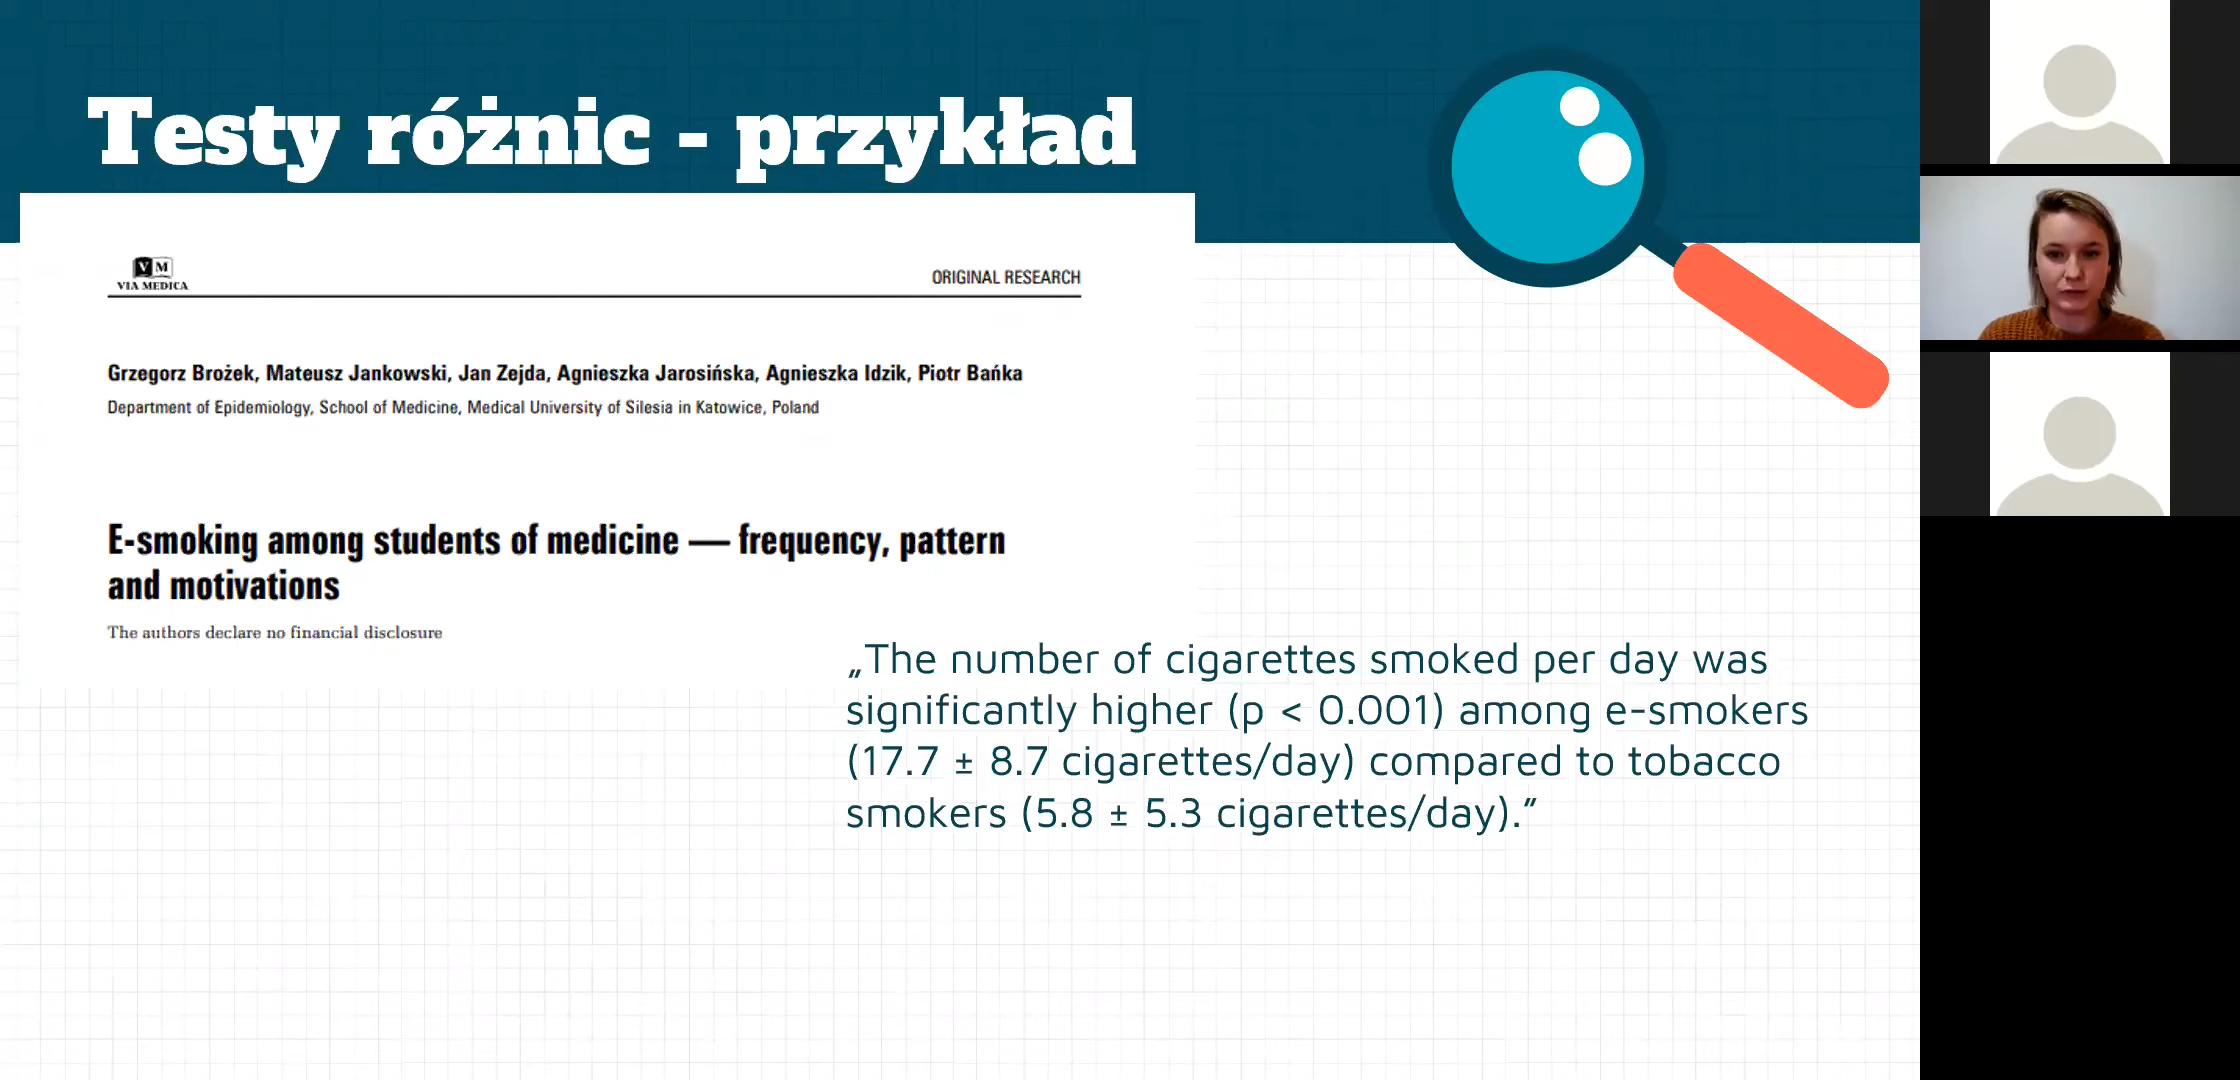 Testy różnic - przykład
VM
VIA MEDICA
ORIGINAL RESEARCH
Grzegorz Brożek, Mateusz Jankowski, Jan Zejda, Agnieszka Jarosińska, Agnieszka Idzik, Piotr Bańka
Department of Epidemiology, School of Medicine, Medical University of Silesia in Katowice, Poland
E-smoking among students of medicine — frequency, pattern
and motivations
The authors declare no financial disclosure
„The number of cigarettes smoked per day was
significantly higher (p < 0.001) among e-smokers
(17.7 ± 8.7 cigarettes/day) compared to tobacco
smokers (5.8 ± 5.3 cigarettes/day).”